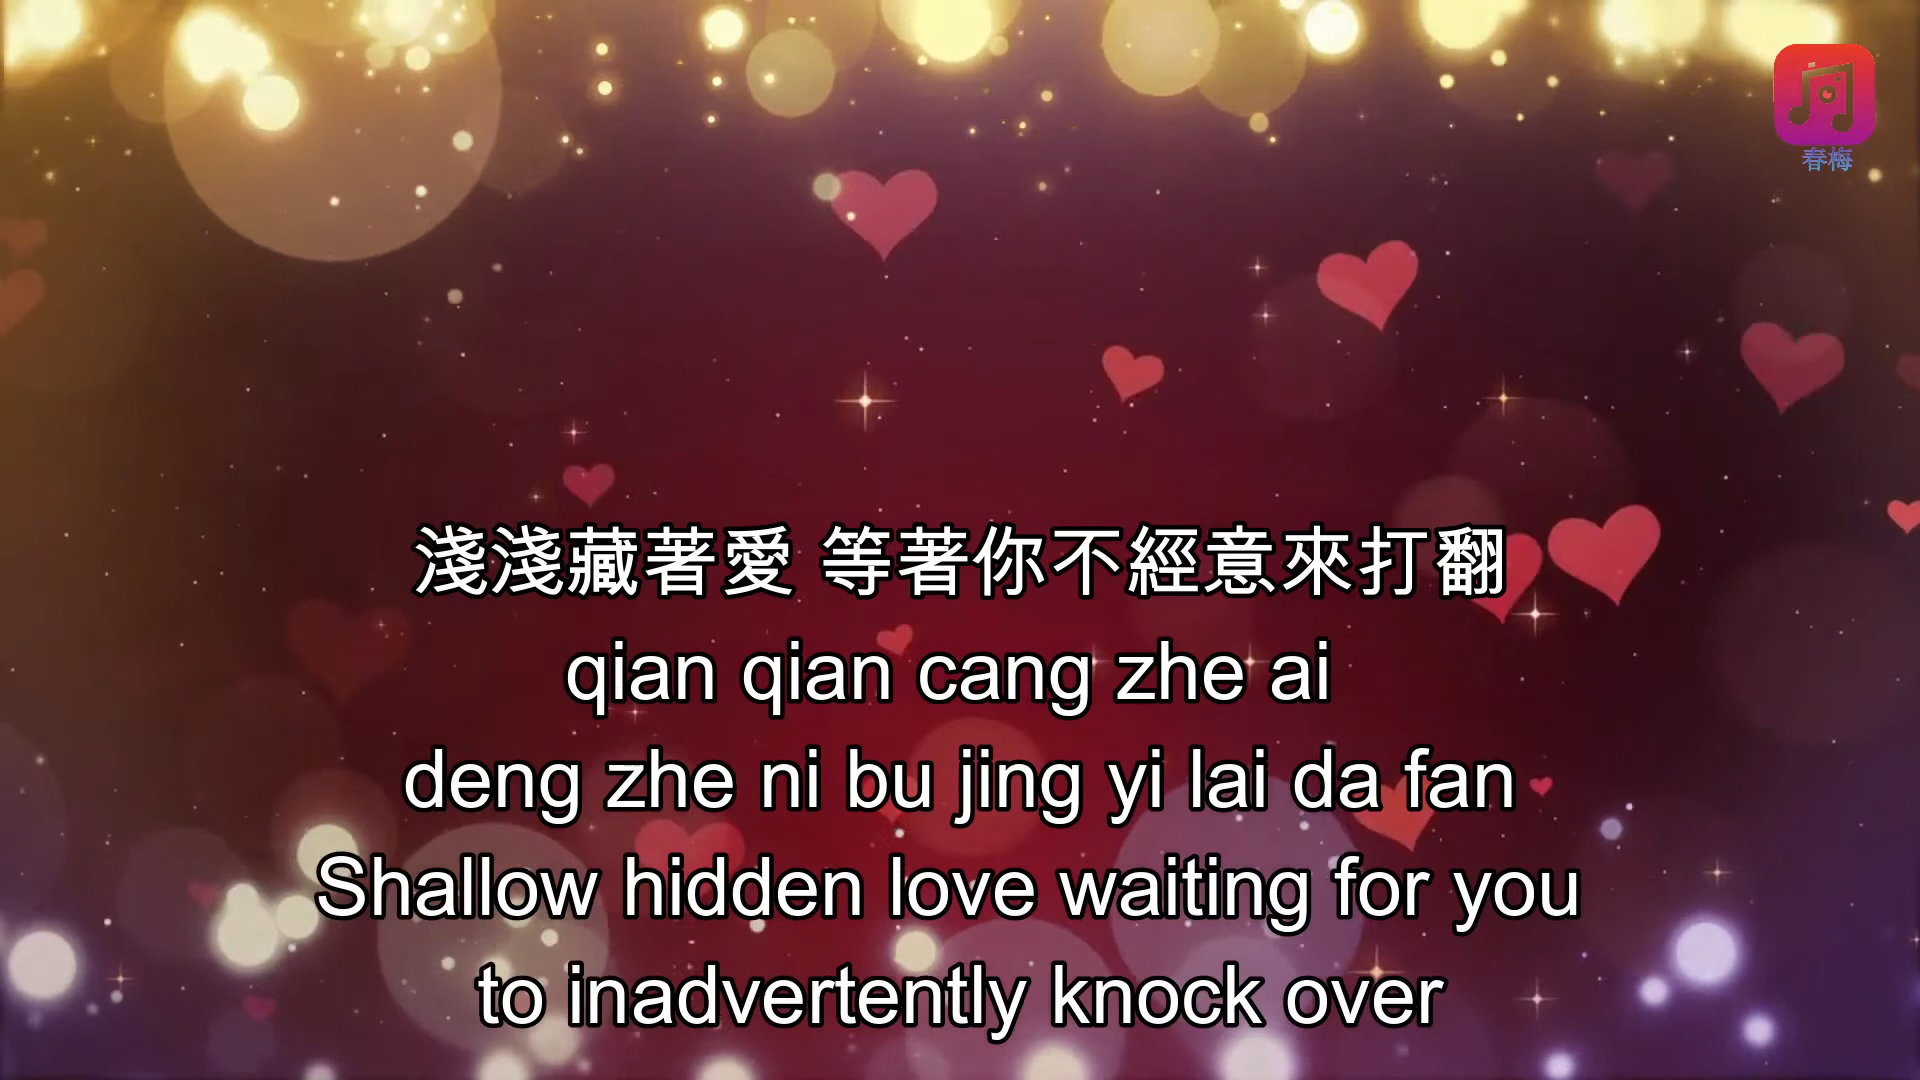 春梅
淺淺藏著愛 等著你不經意來打翻
qian qian cang zhe ai
deng zhe ni bu jing yi lai da fan
Shallow hidden love waiting for you
to inadvertently knock over